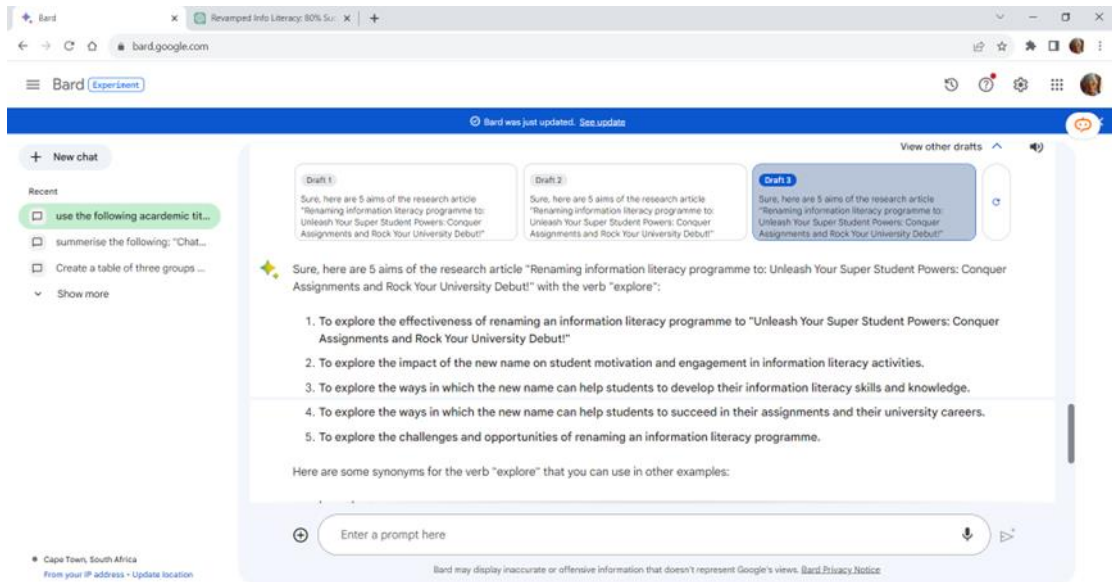 Bard
Revamped Info Literacy: 80% Su
bard.google.com
Bard Experiment
Bard was just updated. See update
New chat
View other drafts
Recent
use the following acardemic tit...
summerise the following: "Chat...
Create a table of three groups ...
Show more
Draft 1
Sure, here are 5 aims of the research article
"Renaming information literacy programme to:
Unleash Your Super Student Powers: Conquer
Assignments and Rock Your University Debut!"
Draft 2
Sure, here are 5 aims of the research article
"Renaming information literacy programme to:
Unleash Your Super Student Powers: Conquer
Assignments and Rock Your University Debut!"
Draft 3
Sure, here are 5 aims of the research article
"Renaming information literacy programme to:
Unleash Your Super Student Powers: Conquer
Assignments and Rock Your University Debut!"
Sure, here are 5 aims of the research article "Renaming information literacy programme to: Unleash Your Super Student Powers: Conquer
Assignments and Rock Your University Debut!" with the verb "explore":
1. To explore the effectiveness of renaming an information literacy programme to "Unleash Your Super Student Powers: Conquer
Assignments and Rock Your University Debut!"
2. To explore the impact of the new name on student motivation and engagement in information literacy activities.
3. To explore the ways in which the new name can help students to develop their information literacy skills and knowledge.
4. To explore the ways in which the new name can help students to succeed in their assignments and their university careers.
5. To explore the challenges and opportunities of renaming an information literacy programme.
Here are some synonyms for the verb "explore" that you can use in other examples:
Enter a prompt here
Cape Town, South Africa
From your IP address • Update location
Bard may display inaccurate or offensive information that doesn't represent Google's views. Bard Privacy Notice